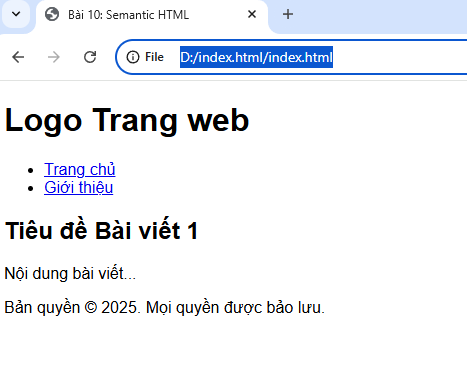 Bài 10: Semantic HTML
File D:/index.html/index.html
Logo Trang web
Trang chủ
Giới thiệu
Tiêu đề Bài viết 1
Nội dung bài viết...
Bản quyền © 2025. Mọi quyền được bảo lưu.